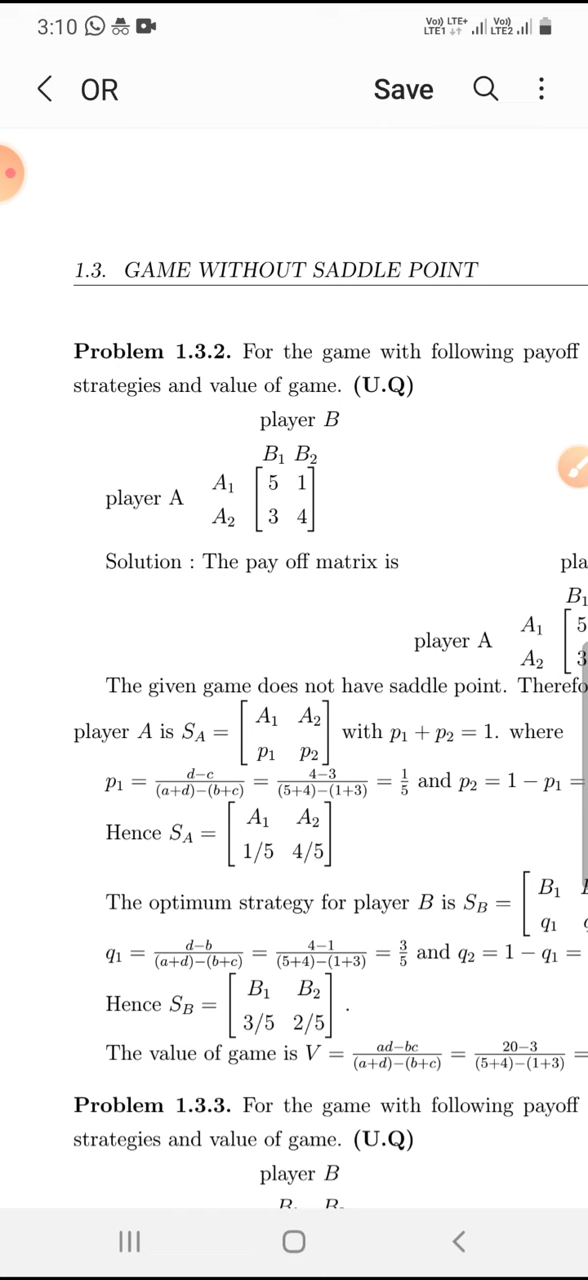 3:10 Vo)) LTE+ LTE1 Vo)) LTE2
OR Save
1.3. GAME WITHOUT SADDLE POINT
Problem 1.3.2. For the game with following payoff
strategies and value of game. (U.Q)
player B
B₁ B₂
player A A₁ [5 1]
A₂ [3 4]
Solution : The pay off matrix is pla
B₁
player A A₁ [5
A₂ [3
The given game does not have saddle point. Therefo
player A is S_A = [A₁ A₂; p₁ p₂] with p₁ + p₂ = 1. where
p₁ = (d−c)/((a+d)−(b+c)) = (4−3)/((5+4)−(1+3)) = 1/5 and p₂ = 1 − p₁ =
Hence S_A = [A₁ A₂; 1/5 4/5]
The optimum strategy for player B is S_B = [B₁; q₁
q₁ = (d−b)/((a+d)−(b+c)) = (4−1)/((5+4)−(1+3)) = 3/5 and q₂ = 1 − q₁ =
Hence S_B = [B₁ B₂; 3/5 2/5].
The value of game is V = (ad−bc)/((a+d)−(b+c)) = (20−3)/((5+4)−(1+3)) =
Problem 1.3.3. For the game with following payoff
strategies and value of game. (U.Q)
player B